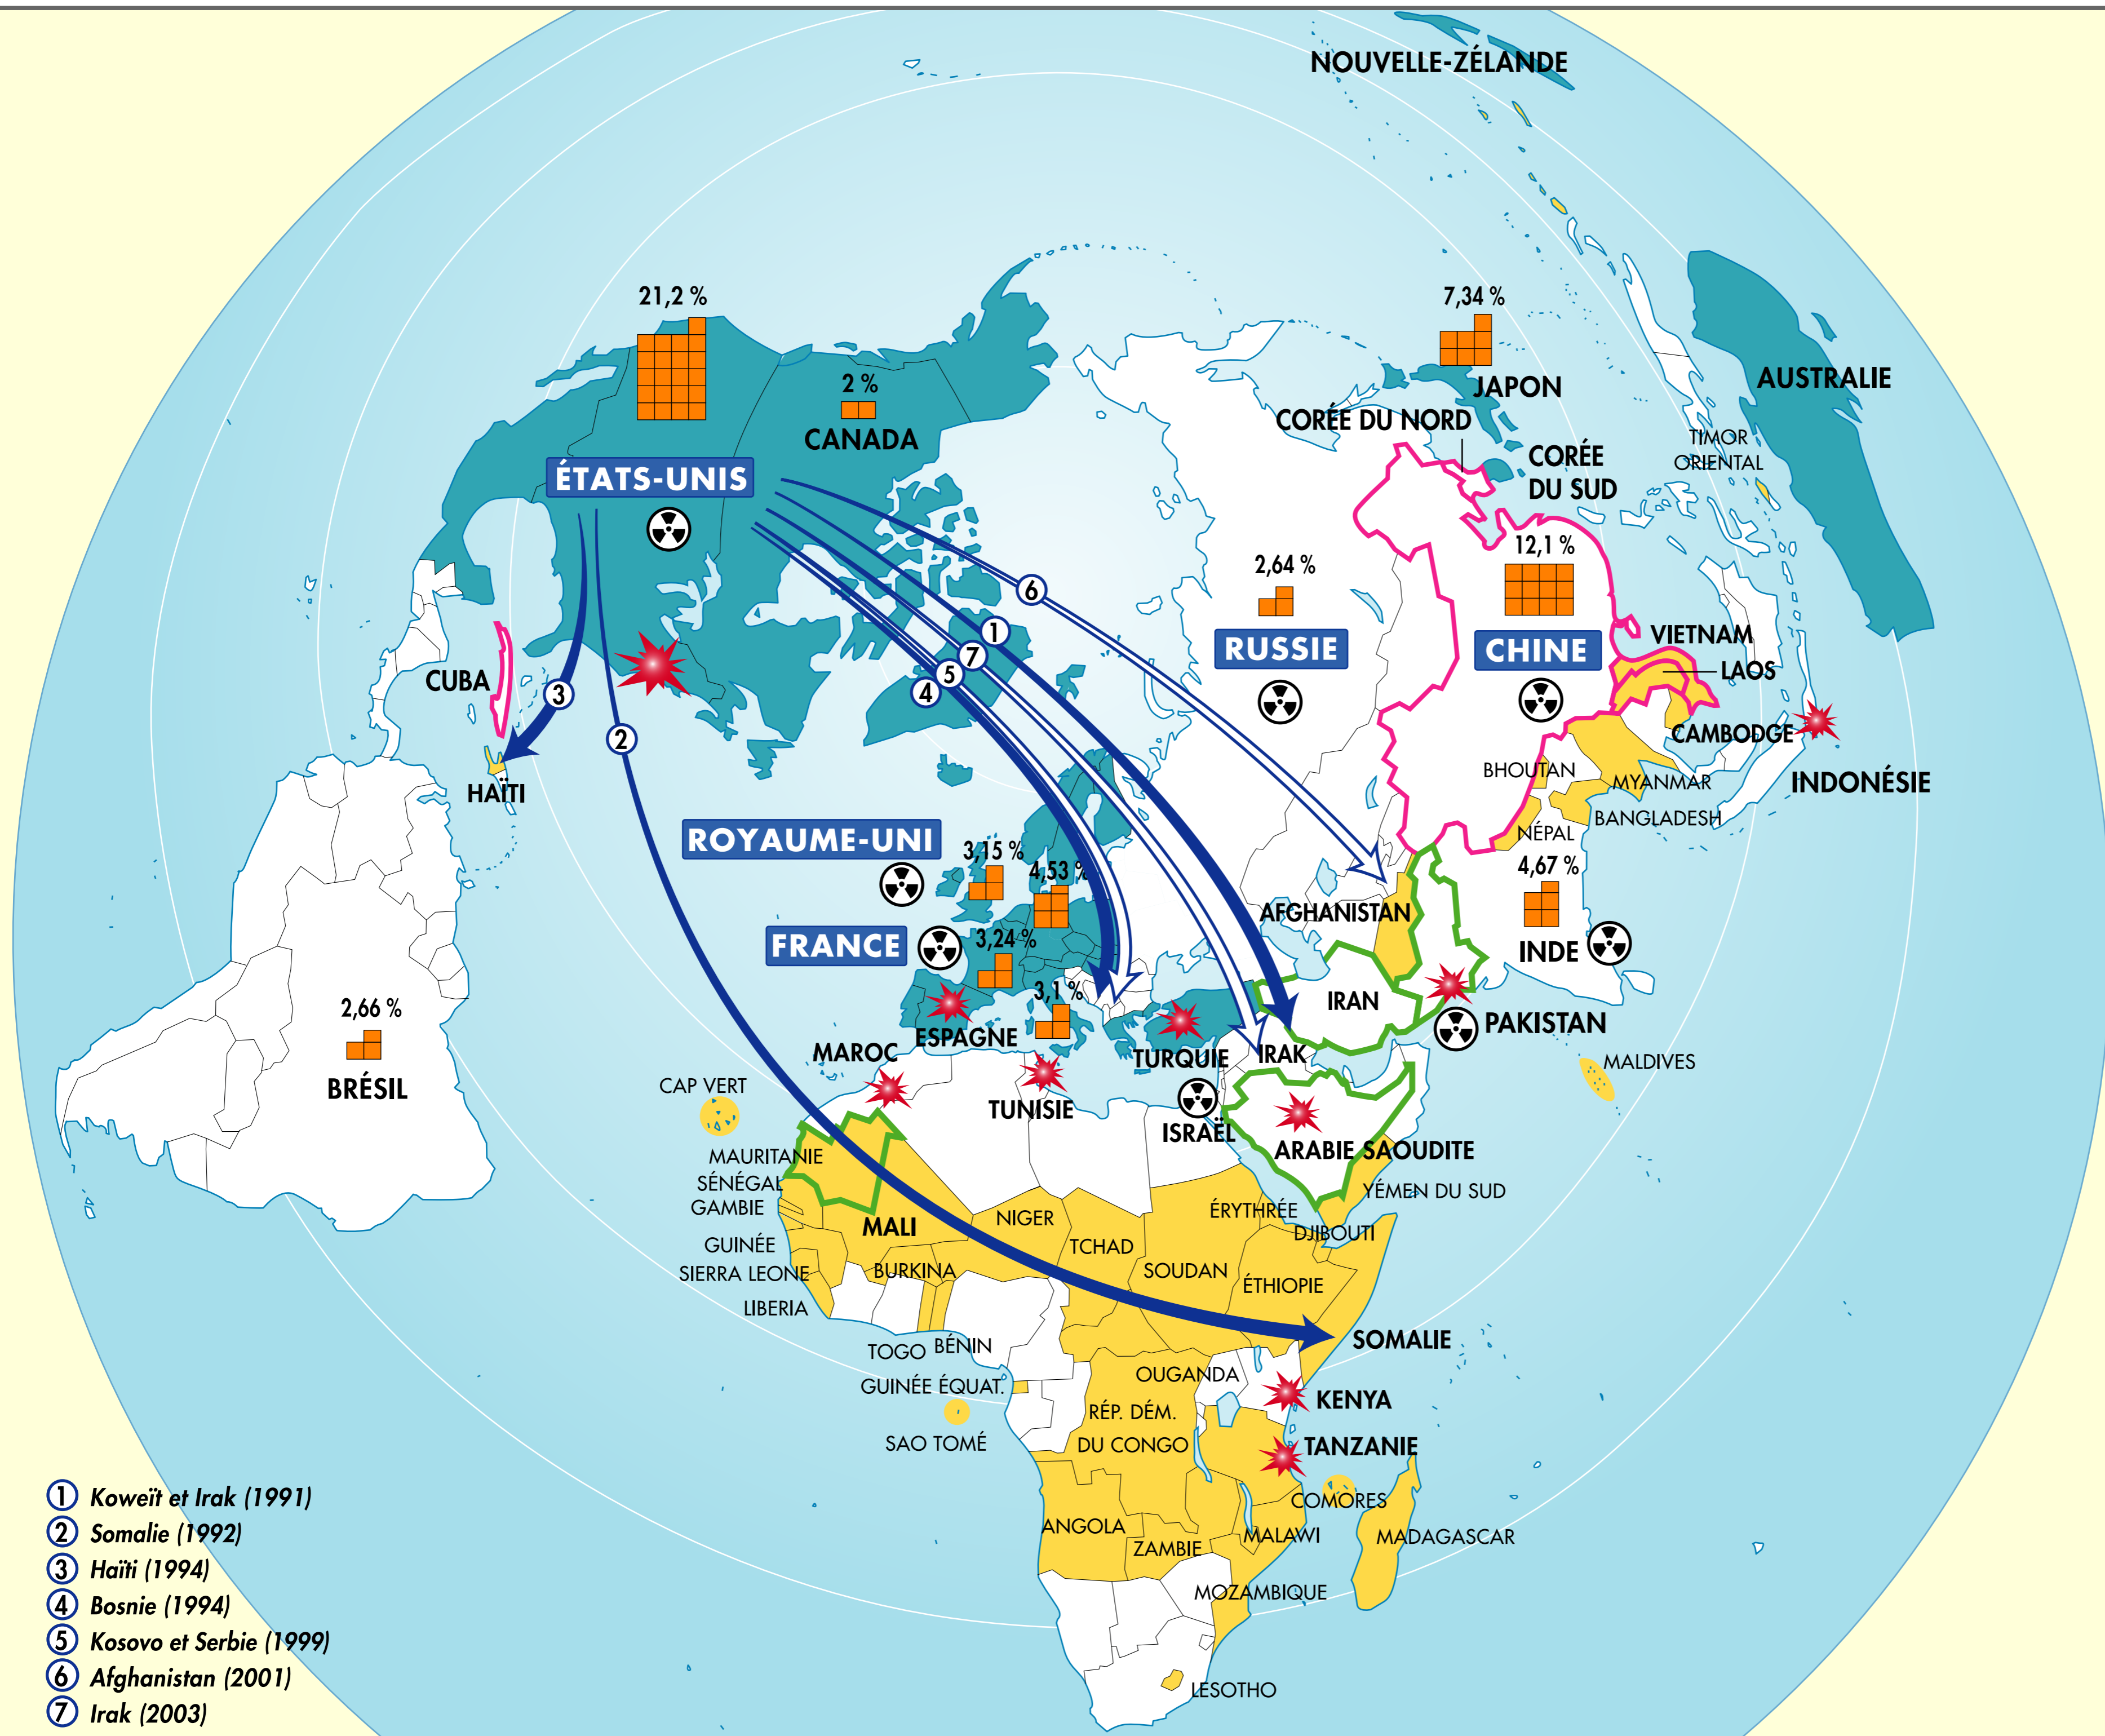 NOUVELLE-ZÉLANDE
21,2 %
7,34 %
2 %
CANADA
JAPON
AUSTRALIE
CORÉE DU NORD
TIMOR
ORIENTAL
CORÉE
DU SUD
ÉTATS-UNIS
12,1 %
2,64 %
6
1
7
5
4
RUSSIE
CHINE
VIETNAM
LAOS
CUBA
3
2
CAMBODGE
BHOUTAN
MYANMAR
INDONÉSIE
HAÏTI
BANGLADESH
NÉPAL
ROYAUME-UNI
3,15 %
4,53 %
4,67 %
AFGHANISTAN
FRANCE
3,24 %
INDE
3,1 %
IRAN
2,66 %
ESPAGNE
PAKISTAN
MAROC
TURQUIE
IRAK
MALDIVES
BRÉSIL
CAP VERT
TUNISIE
ISRAËL
ARABIE SAOUDITE
MAURITANIE
SÉNÉGAL
YÉMEN DU SUD
GAMBIE
ÉRYTHRÉE
MALI
NIGER
DJIBOUTI
GUINÉE
TCHAD
SIERRA LEONE
BURKINA
SOUDAN
ÉTHIOPIE
LIBERIA
SOMALIE
TOGO
BÉNIN
OUGANDA
GUINÉE ÉQUAT.
KENYA
RÉP. DÉM.
DU CONGO
SAO TOMÉ
TANZANIE
COMORES
ANGOLA
MALAWI
MADAGASCAR
ZAMBIE
MOZAMBIQUE
LESOTHO
1 Koweït et Irak (1991)
2 Somalie (1992)
3 Haïti (1994)
4 Bosnie (1994)
5 Kosovo et Serbie (1999)
6 Afghanistan (2001)
7 Irak (2003)